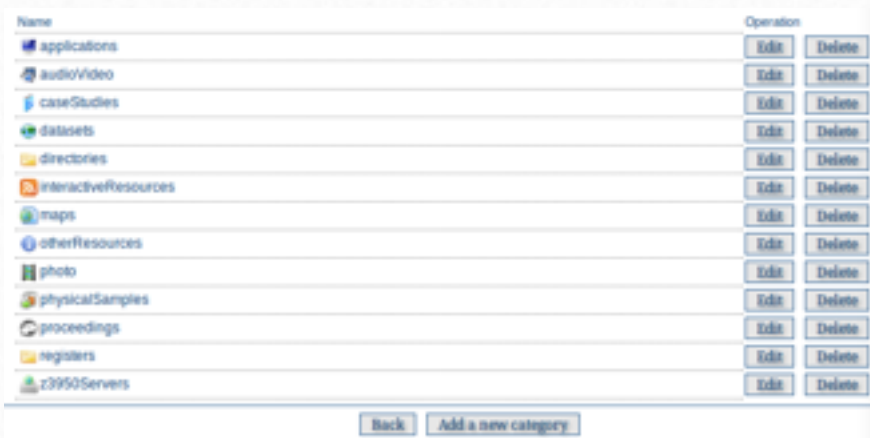 Name Operation
applications Edit Delete
audioVideo Edit Delete
caseStudies Edit Delete
datasets Edit Delete
directories Edit Delete
interactiveResources Edit Delete
maps Edit Delete
otherResources Edit Delete
photo Edit Delete
physicalSamples Edit Delete
proceedings Edit Delete
registers Edit Delete
z3950Servers Edit Delete
Back Add a new category